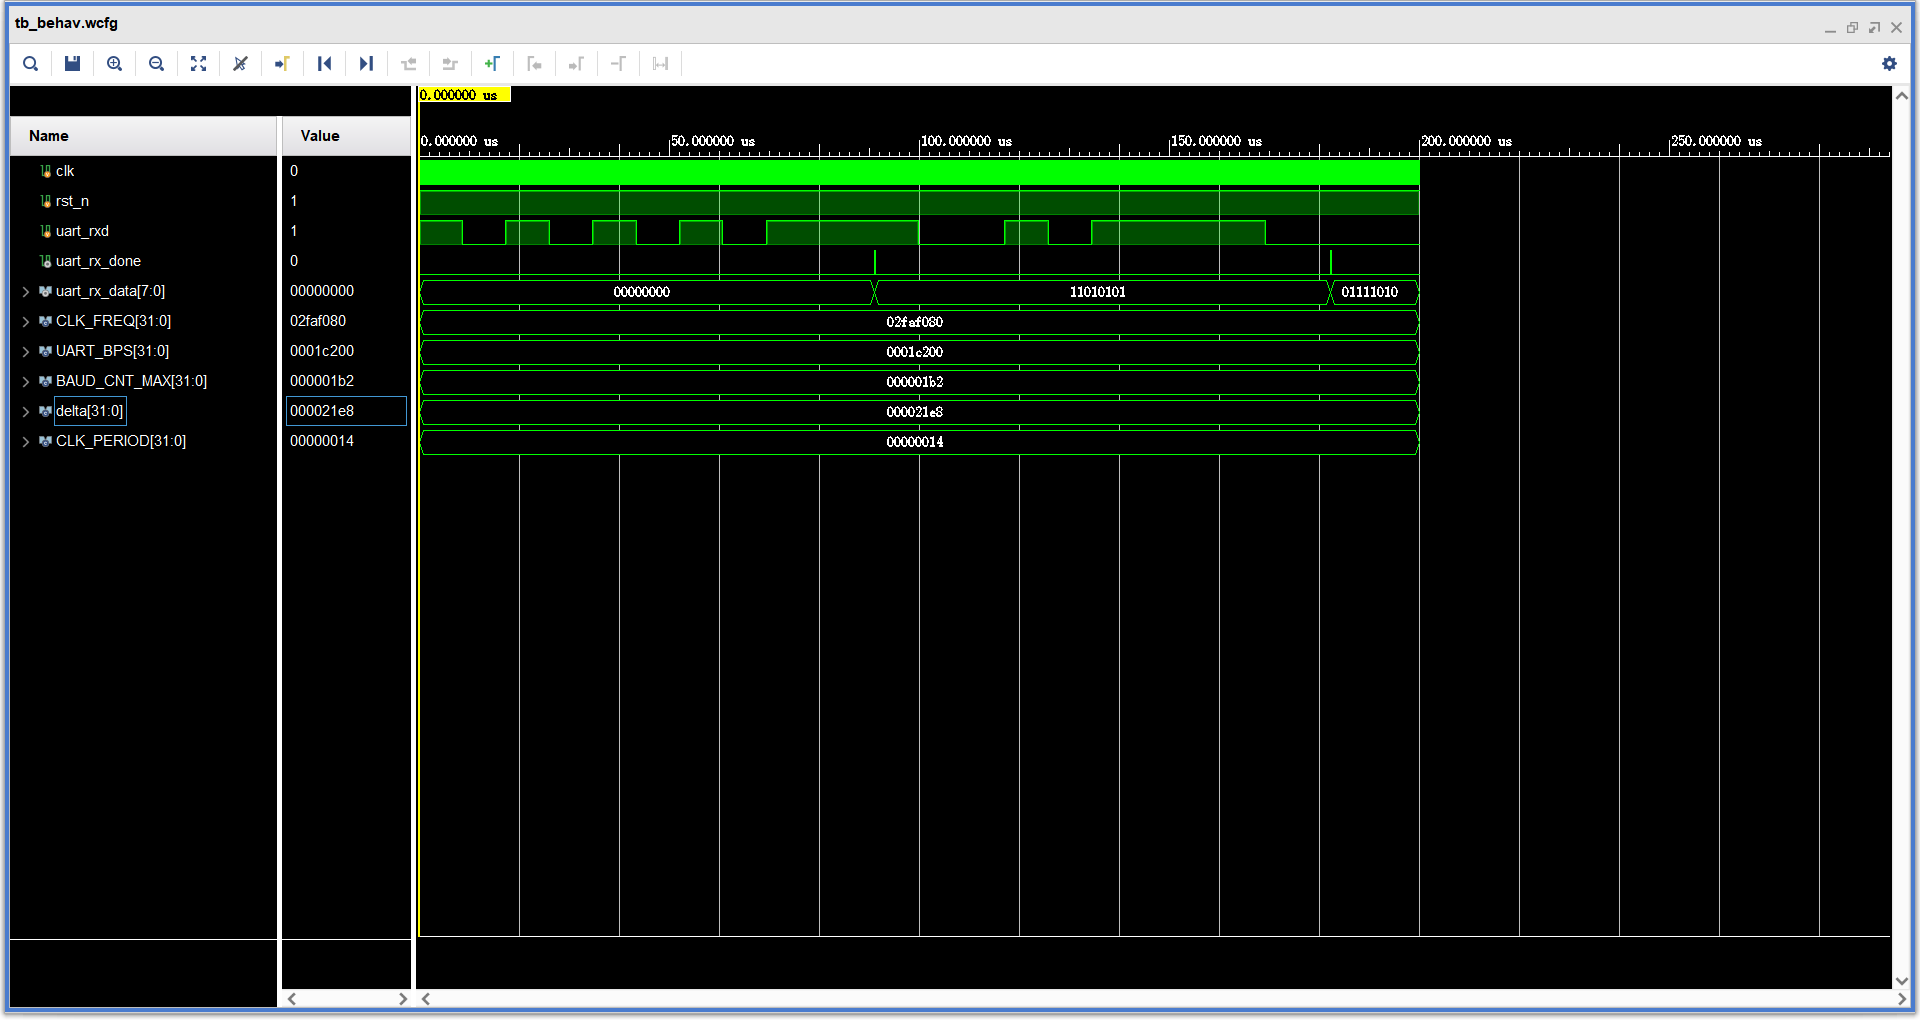 tb_behav.wcfg
0.000000 us
Name Value
0.000000 us 50.000000 us 100.000000 us 150.000000 us 200.000000 us 250.000000 us
clk 0
rst_n 1
uart_rxd 1
uart_rx_done 0
uart_rx_data[7:0] 00000000 00000000 11010101 01111010
CLK_FREQ[31:0] 02faf080 02faf080
UART_BPS[31:0] 0001c200 0001c200
BAUD_CNT_MAX[31:0] 000001b2 000001b2
delta[31:0] 000021e8 000021e8
CLK_PERIOD[31:0] 00000014 00000014